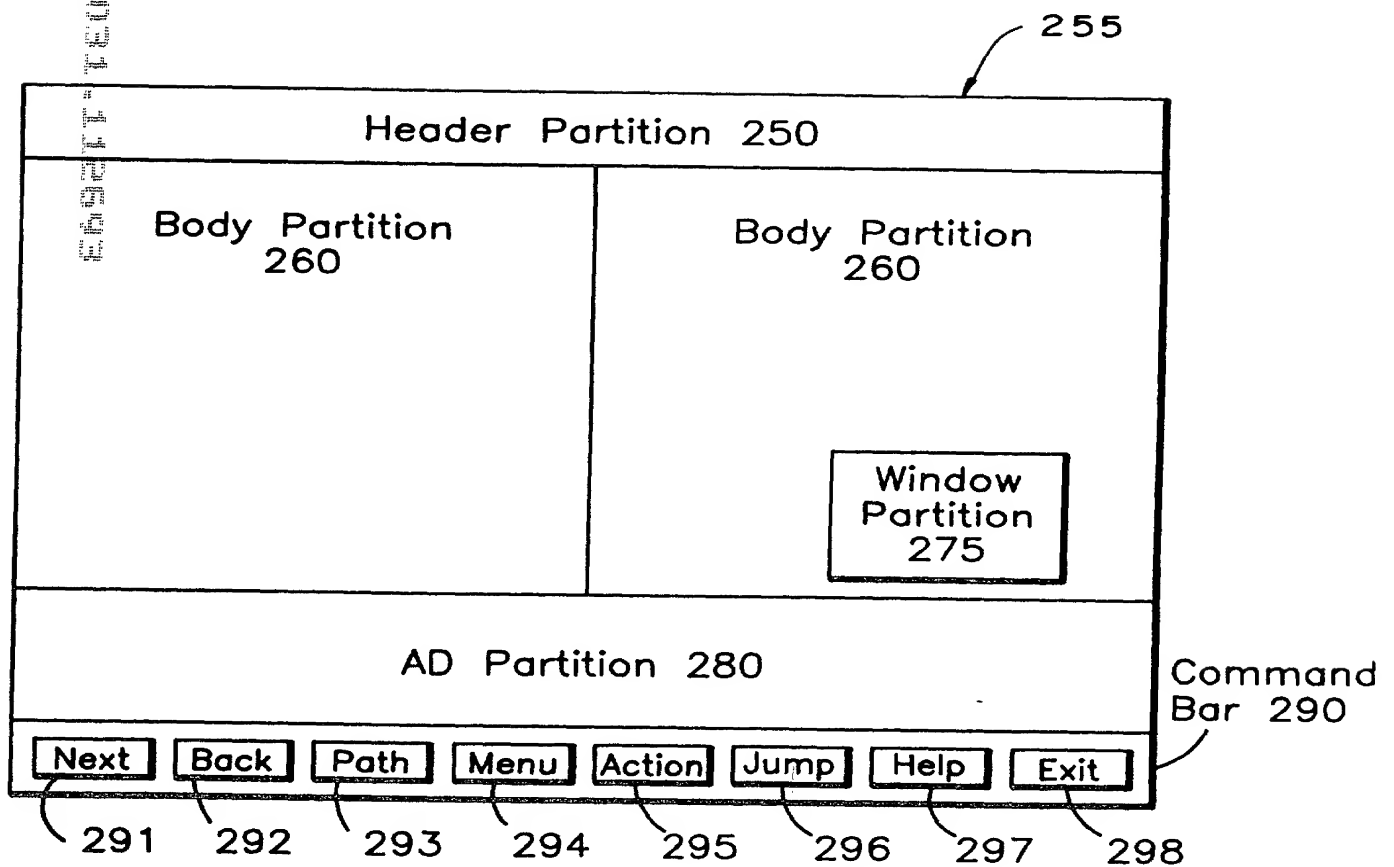 255
Header Partition 250
Body Partition
260
Body Partition
260
Window
Partition
275
AD Partition 280
Command
Bar 290
Next Back Path Menu Action Jump Help Exit
291 292 293 294 295 296 297 298